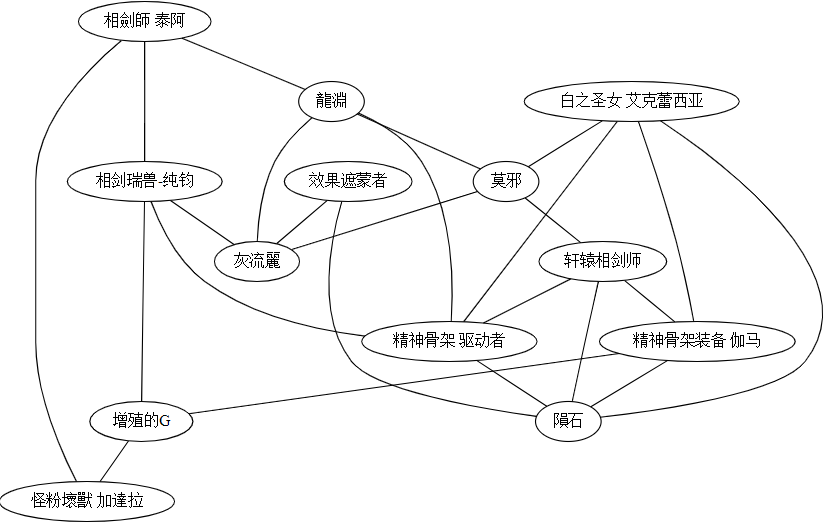 相劍師 泰阿
龍淵
白之圣女 艾克蕾西亚
相剑瑞兽-纯钧
效果遮蒙者
莫邪
灰流麗
轩辕相剑师
精神骨架 驱动者
精神骨架装备 伽马
增殖的G
隕石
怪粉壞獸 加達拉